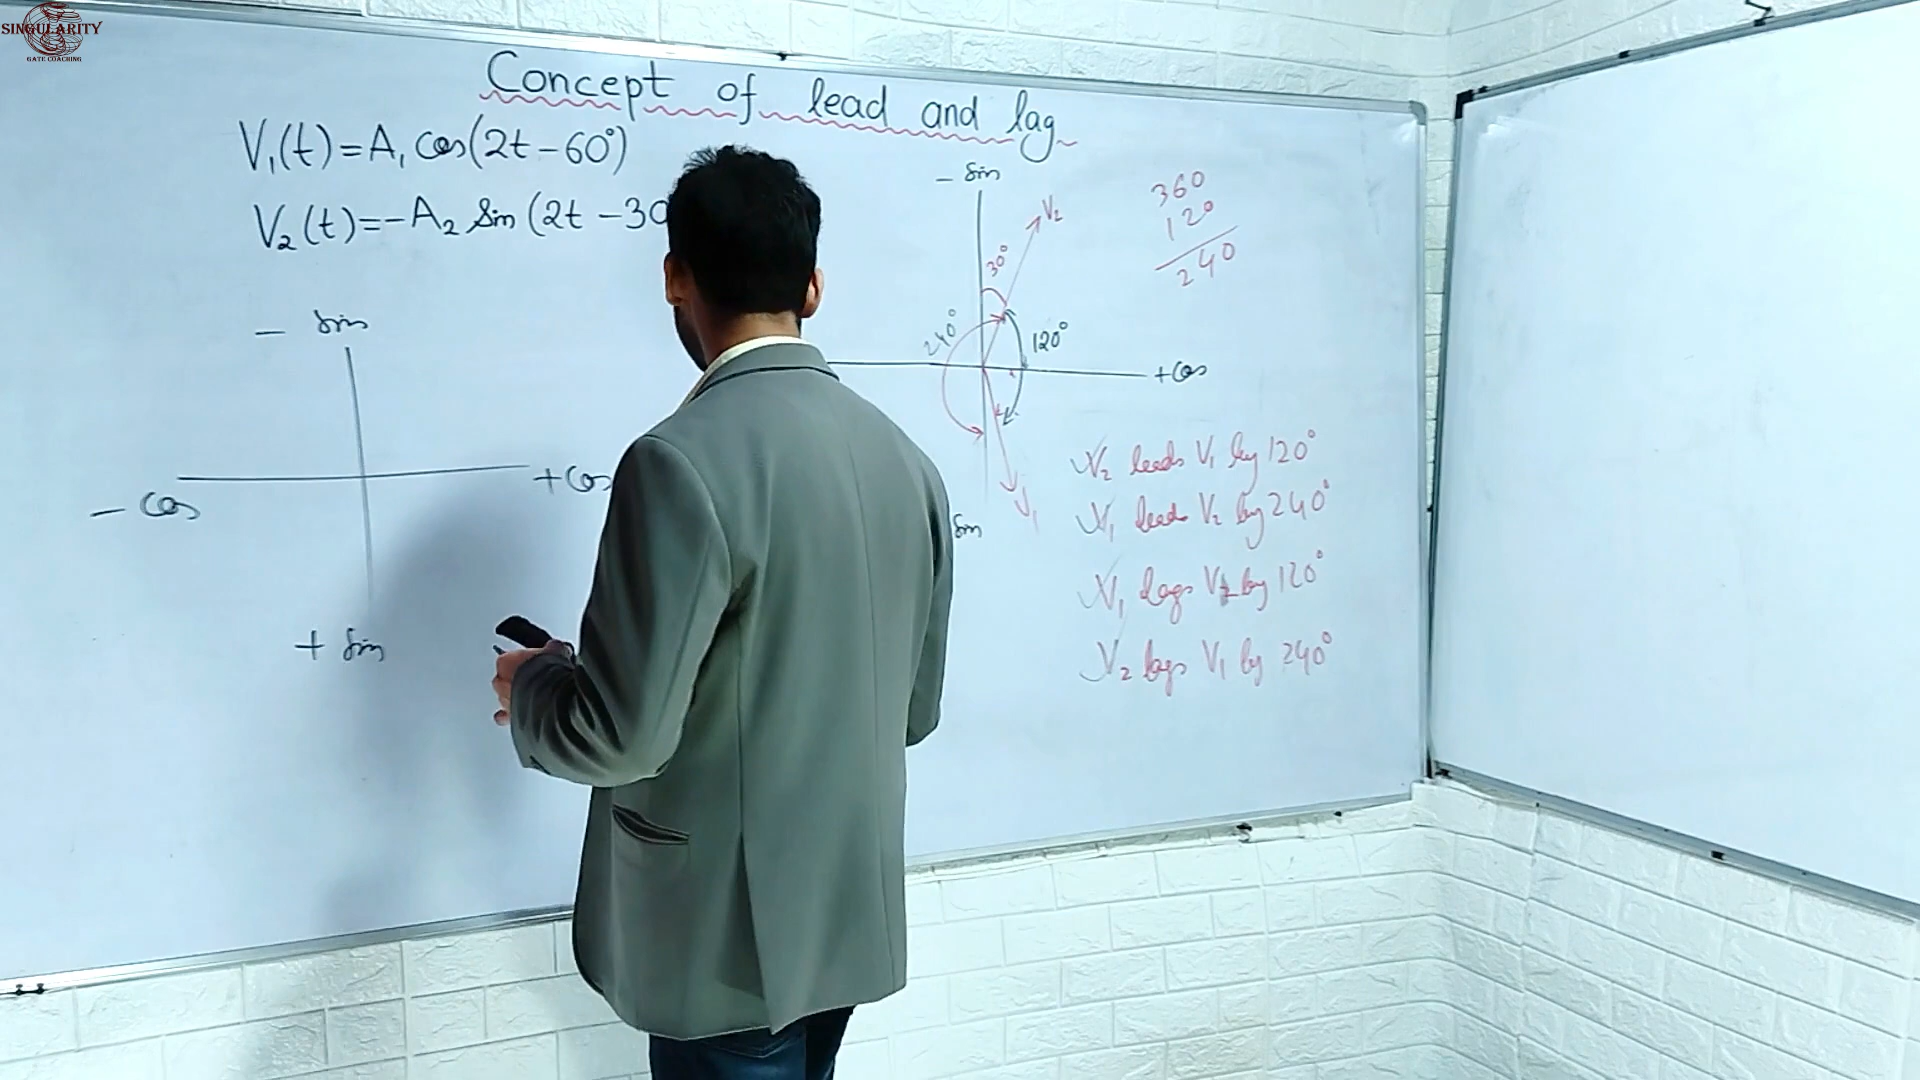 SINGULARITY
GATE COACHING
Concept of lead and lag
V₁(t)=A₁ cos(2t-60°)
V₂(t)=-A₂ sin(2t-30
- sin
+ cos
- cos
+ sin
- sin
V₂
30°
240°
120°
+ cos
V₁
sin
360
120
240
V₂ leads V₁ by 120°
V₁ leads V₂ by 240°
V₁ lags V₂ by 120°
V₂ lags V₁ by 240°